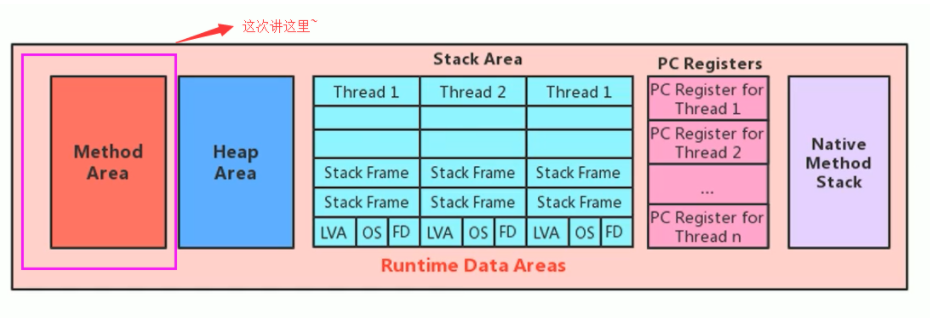 这次讲这里~
Stack Area
PC Registers
Method
Area
Heap
Area
Thread 1 Thread 2 Thread 1
Stack Frame Stack Frame Stack Frame
Stack Frame Stack Frame Stack Frame
LVA OS FD LVA OS FD LVA OS FD
PC Register for
Thread 1
PC Register for
Thread 2
...
PC Register for
Thread n
Native
Method
Stack
Runtime Data Areas